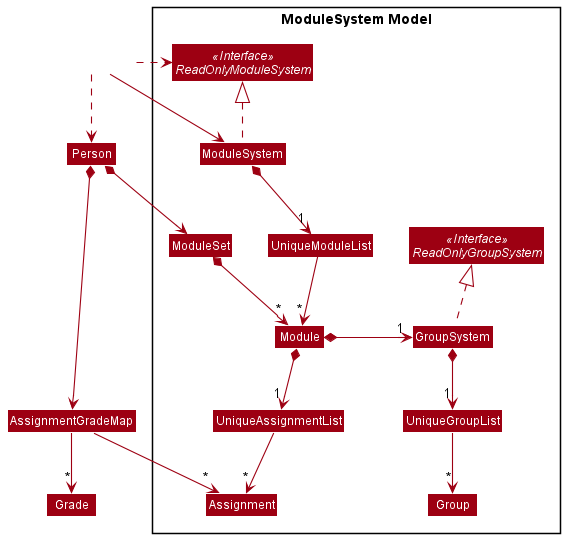 ModuleSystem Model
«Interface»
ReadOnlyModuleSystem
Person
ModuleSystem
1
ModuleSet
UniqueModuleList
«Interface»
ReadOnlyGroupSystem
*
*
Module
1
GroupSystem
1
1
AssignmentGradeMap
UniqueAssignmentList
UniqueGroupList
*
*
*
*
Grade
Assignment
Group